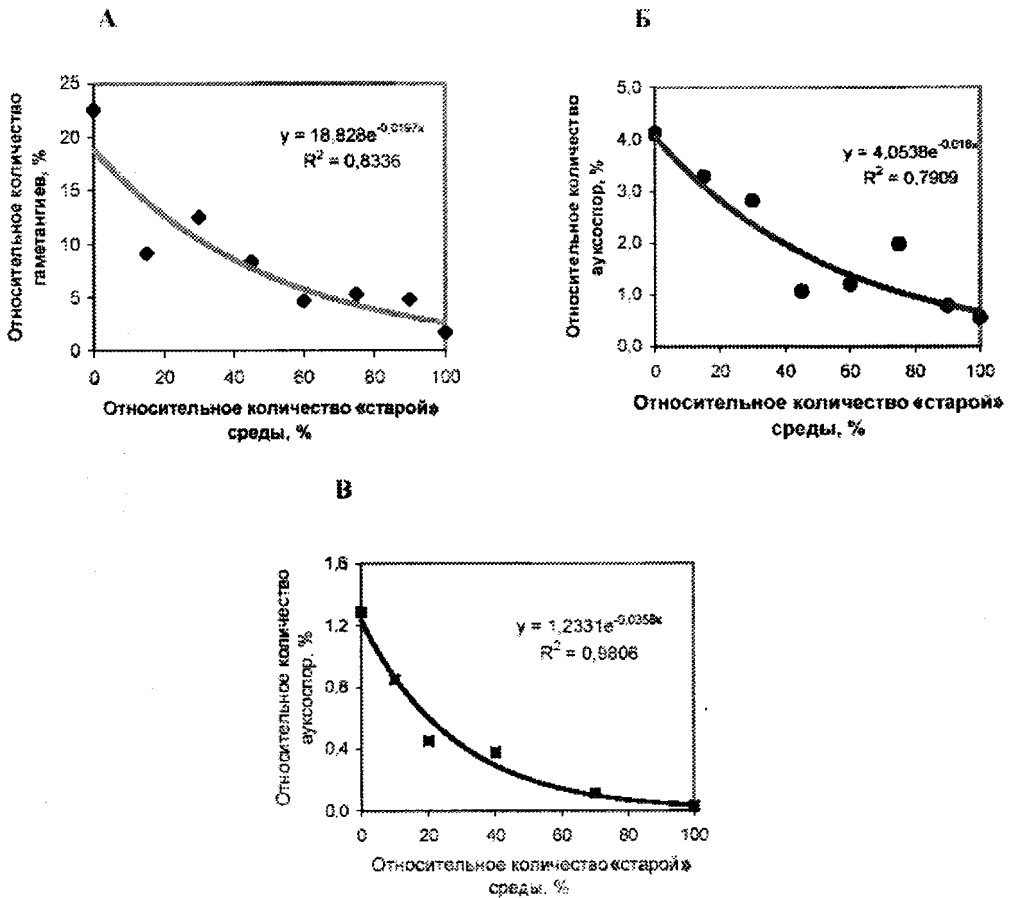 А
Б
Относительное количество
гаметангиев, %
25
20
15
10
5
0
y = 18,828e^-0,0197x
R² = 0,8336
0 20 40 60 80 100
Относительное количество «старой»
среды, %
Относительное количество
ауксоспор, %
5,0
4,0
3,0
2,0
1,0
0,0
y = 4,0538e^-0,018x
R² = 0,7909
0 20 40 60 80 100
Относительное количество «старой»
среды, %
В
Относительное количество
ауксоспор, %
1,6
1,2
0,8
0,4
0,0
y = 1,2331e^-0,0358x
R² = 0,9806
0 20 40 60 80 100
Относительное количество «старой»
среды, %